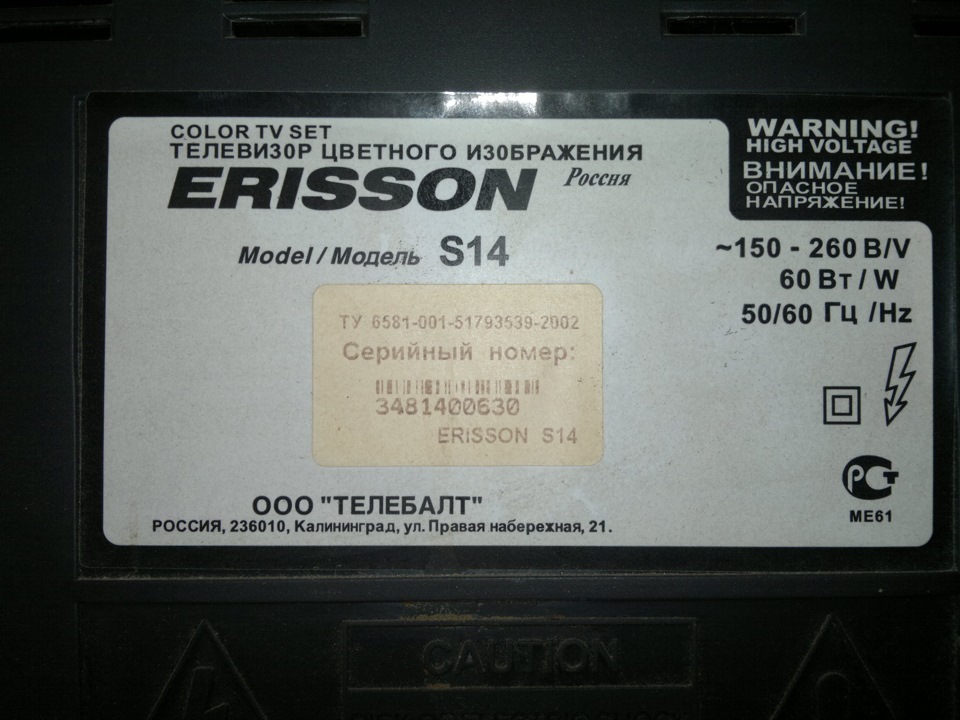 COLOR TV SET
ТЕЛЕВИЗОР ЦВЕТНОГО ИЗОБРАЖЕНИЯ
ERISSON Россия
Model / Модель S14
WARNING!
HIGH VOLTAGE
ВНИМАНИЕ!
ОПАСНОЕ
НАПРЯЖЕНИЕ!
~150 - 260 В/V
60 Вт / W
50/60 Гц /Hz
ТУ 6581-001-51793539-2002
Серийный номер:
3481400630
ERISSON S14
РСТ
ME61
ООО "ТЕЛЕБАЛТ"
РОССИЯ, 236010, Калининград, ул. Правая набережная, 21.
CAUTION